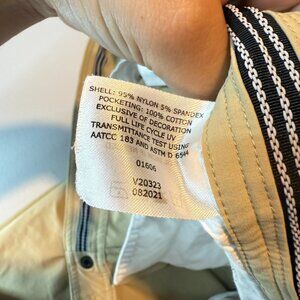 SHELL: 95% NYLON 5% SPANDEX
POCKETING: 100% COTTON
EXCLUSIVE OF DECORATION
FULL LIFE CYCLE UV
TRANSMITTANCE TEST USING
AATCC 183 AND ASTM D 6544
01606
V20323
082021